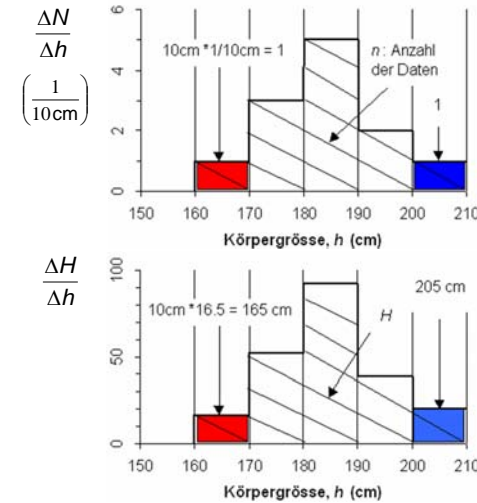 ΔN
Δh
(1
10cm)
6
4
2
0
10cm *1/10cm = 1
n: Anzahl
der Daten
1
150 160 170 180 190 200 210
Körpergrösse, h (cm)
ΔH
Δh
100
50
0
10cm *16.5 = 165 cm
H
205 cm
150 160 170 180 190 200 210
Körpergrösse, h (cm)